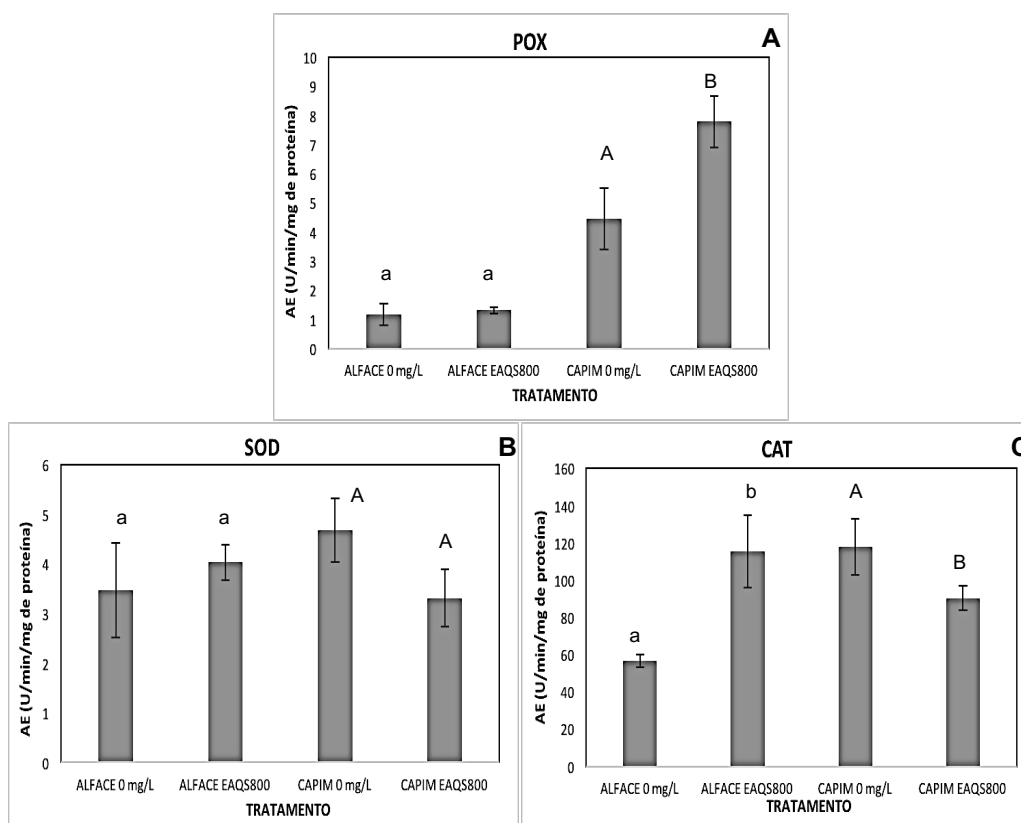 POX
A
AE (U/min/mg de proteína)
10
9
8
7
6
5
4
3
2
1
0
a
a
A
B
ALFACE 0 mg/L
ALFACE EAQS800
CAPIM 0 mg/L
CAPIM EAQS800
TRATAMENTO
SOD
B
AE (U/min/mg de proteína)
6
5
4
3
2
1
0
a
a
A
A
ALFACE 0 mg/L
ALFACE EAQS800
CAPIM 0 mg/L
CAPIM EAQS800
TRATAMENTO
CAT
C
AE (U/min/mg de proteína)
160
140
120
100
80
60
40
20
0
a
b
A
B
ALFACE 0 mg/L
ALFACE EAQS800
CAPIM 0 mg/L
CAPIM EAQS800
TRATAMENTO